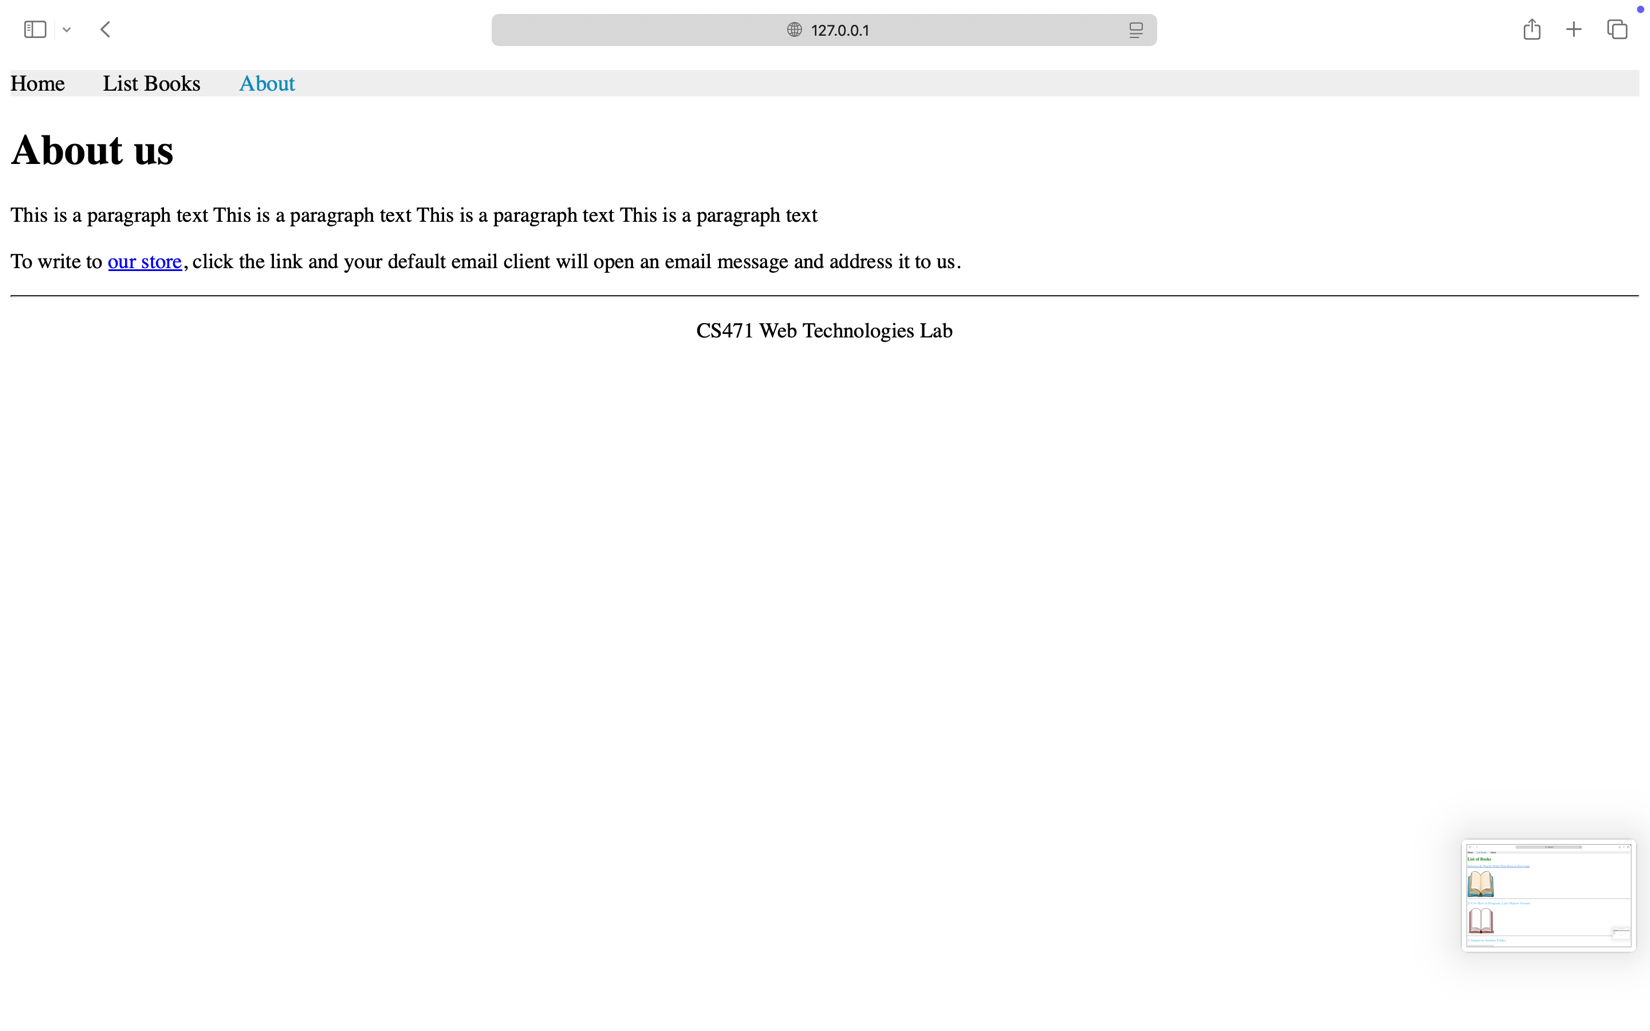 127.0.0.1
Home List Books About
About us
This is a paragraph text This is a paragraph text This is a paragraph text This is a paragraph text
To write to our store, click the link and your default email client will open an email message and address it to us.
CS471 Web Technologies Lab
List of Books